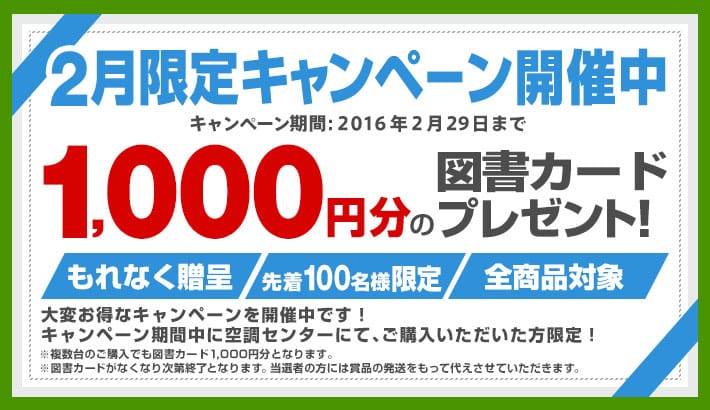 2月限定キャンペーン開催中
キャンペーン期間:2016年2月29日まで
1,000円分の図書カードプレゼント!
もれなく贈呈
先着100名様限定
全商品対象
大変お得なキャンペーンを開催中です!
キャンペーン期間中に空調センターにて、ご購入いただいた方限定!
※複数台のご購入でも図書カード1,000円分となります。
※図書カードがなくなり次第終了となります。当選者の方には賞品の発送をもって代えさせていただきます。